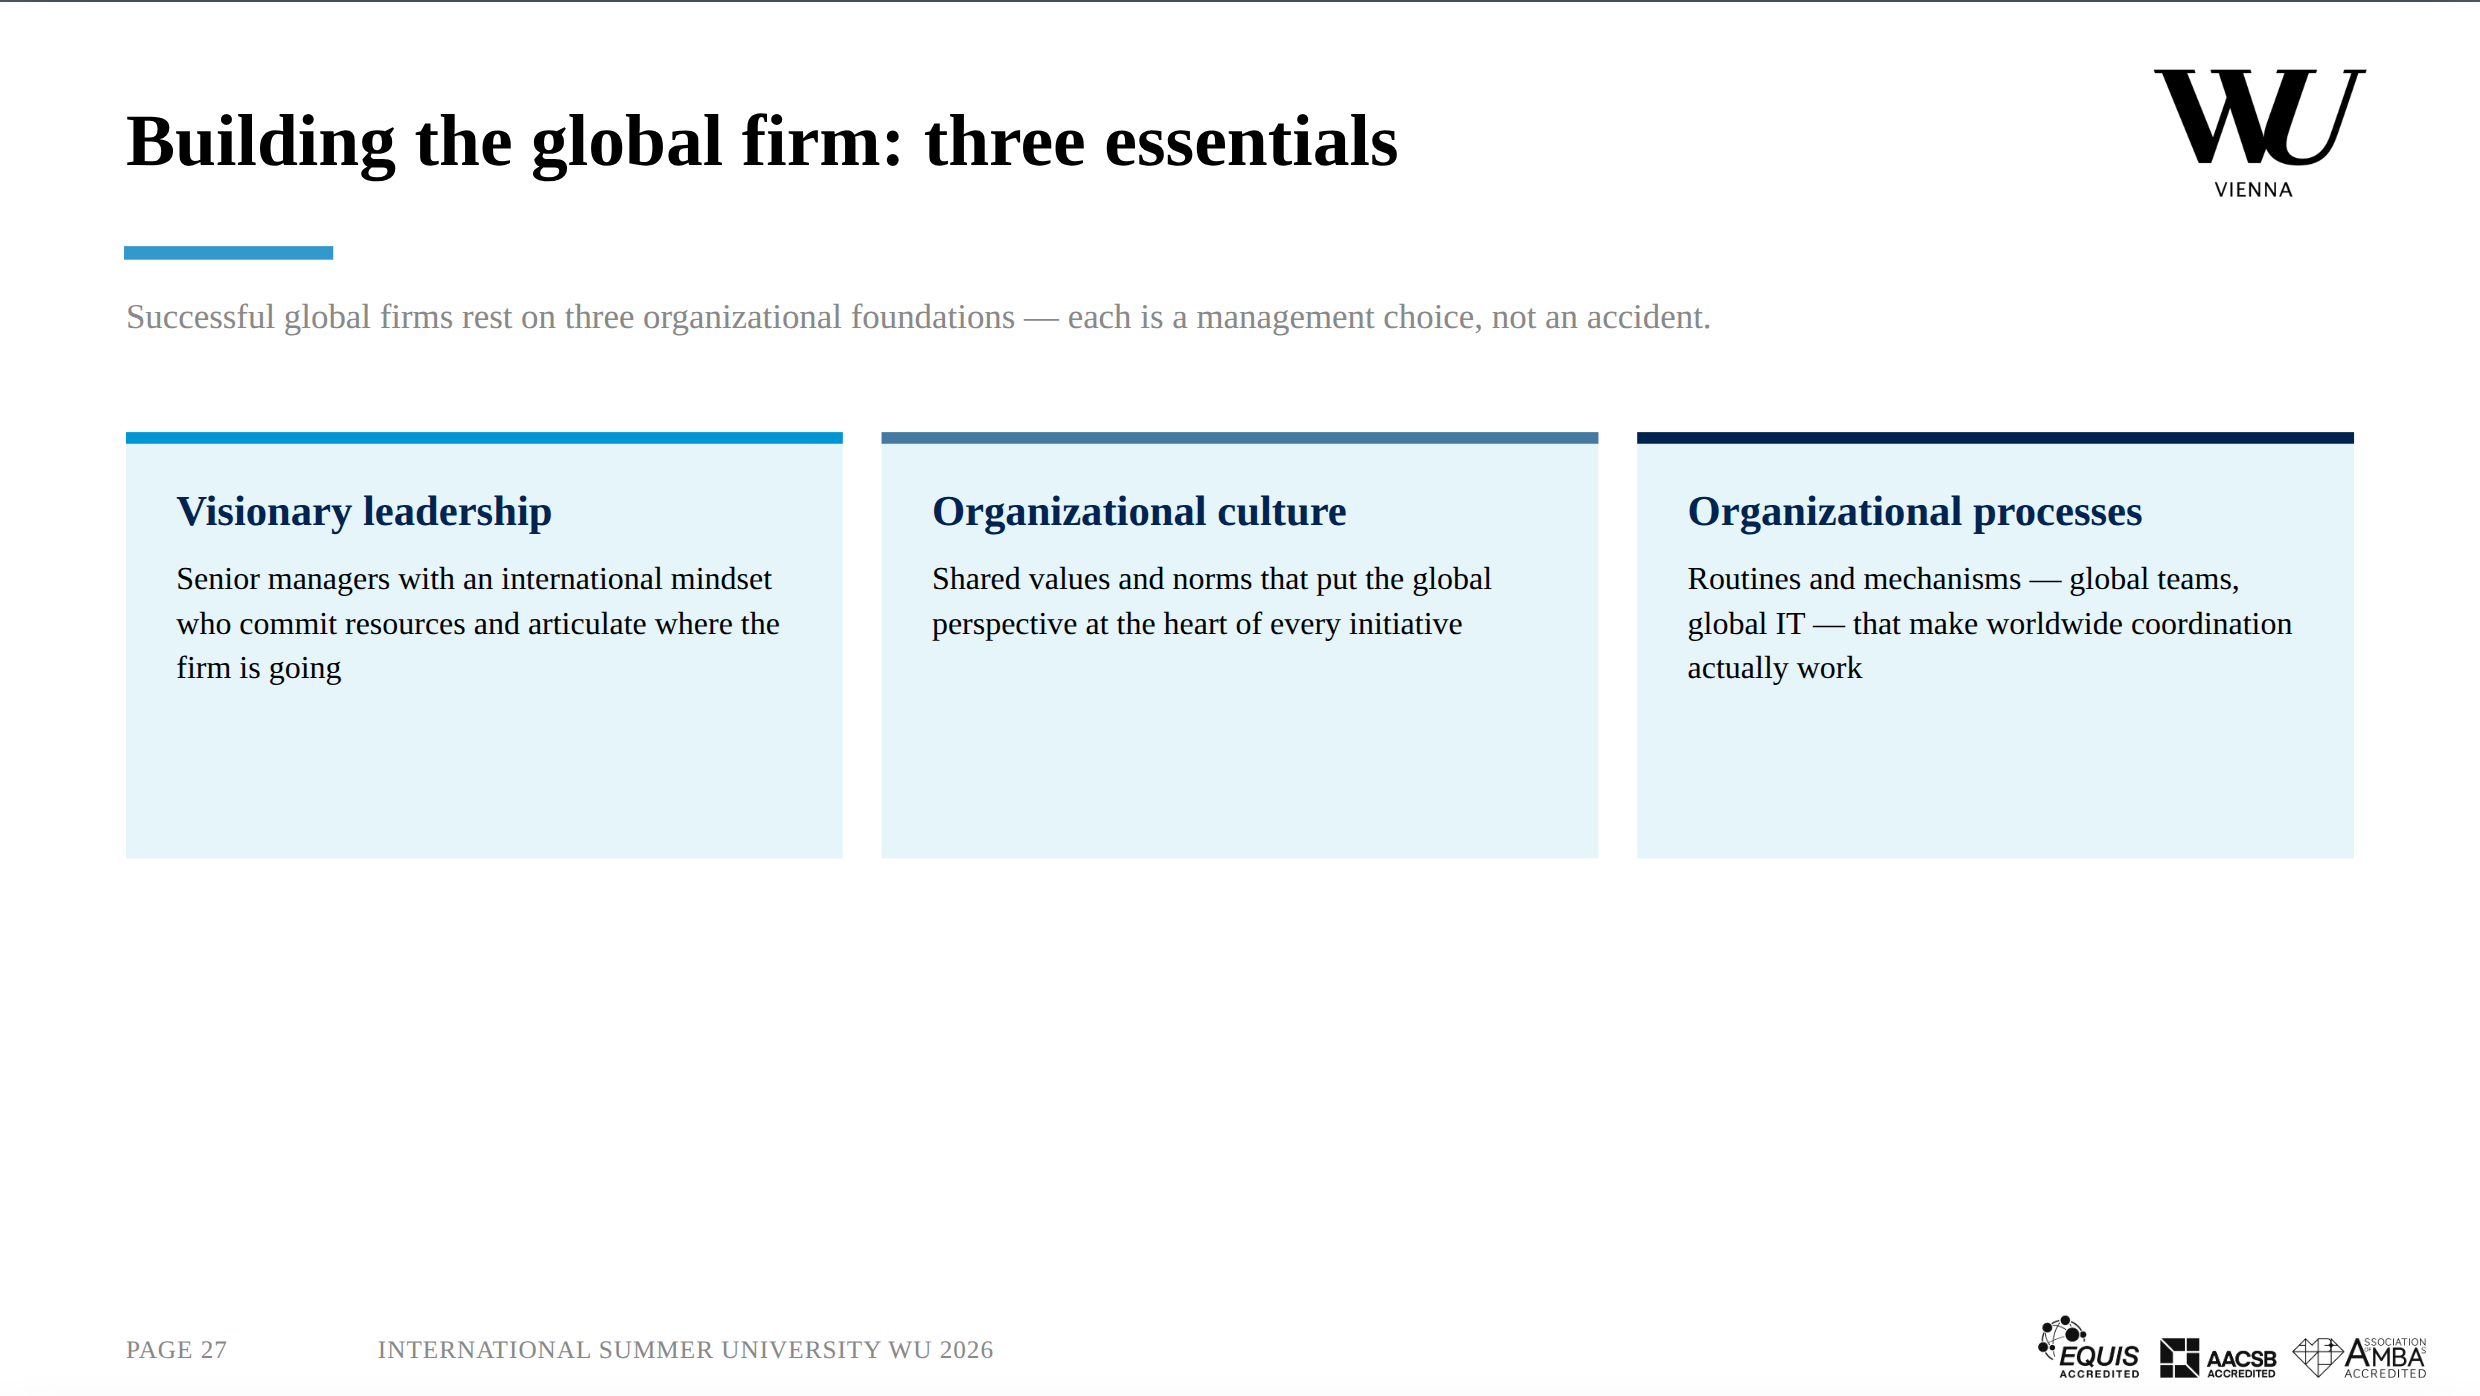 Building the global firm: three essentials
WU
VIENNA
Successful global firms rest on three organizational foundations — each is a management choice, not an accident.
Visionary leadership
Senior managers with an international mindset
who commit resources and articulate where the
firm is going
Organizational culture
Shared values and norms that put the global
perspective at the heart of every initiative
Organizational processes
Routines and mechanisms — global teams,
global IT — that make worldwide coordination
actually work
PAGE 27
INTERNATIONAL SUMMER UNIVERSITY WU 2026
EQUIS
ACCREDITED
AACSB
ACCREDITED
ASSOCIATION
OF
AMBAS
ACCREDITED